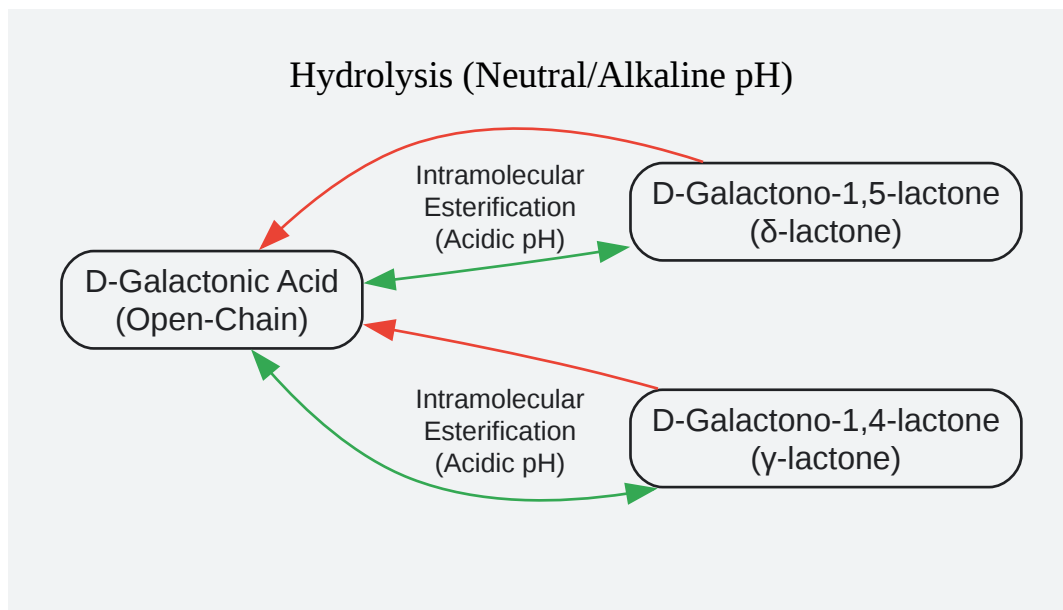 Hydrolysis (Neutral/Alkaline pH)
Intramolecular
Esterification
(Acidic pH)
D-Galactono-1,5-lactone
(δ-lactone)
D-Galactonic Acid
(Open-Chain)
Intramolecular
Esterification
(Acidic pH)
D-Galactono-1,4-lactone
(γ-lactone)